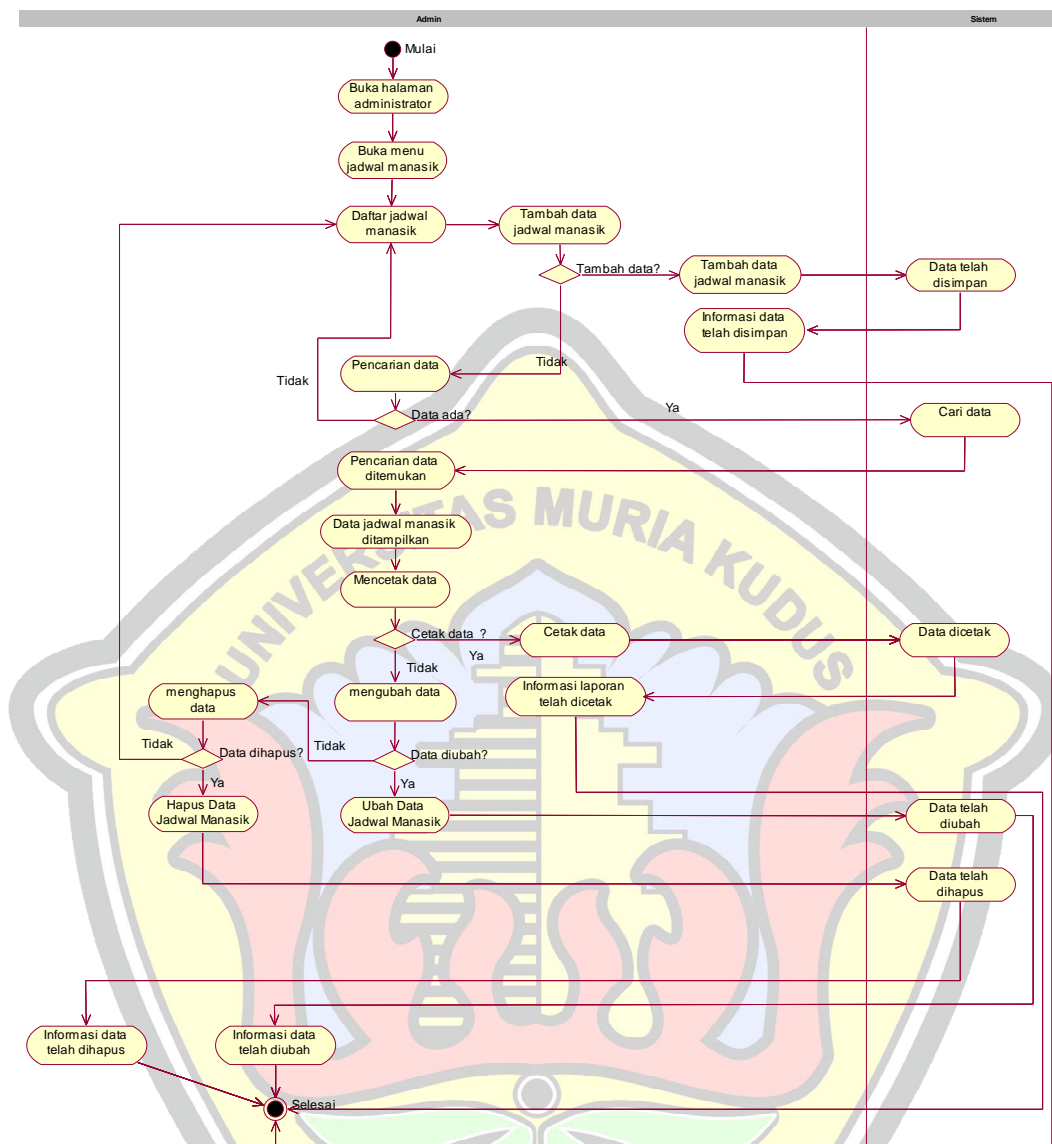 Admin
Sistem
Mulai
Buka halaman
administrator
Buka menu
jadwal manasik
Daftar jadwal
manasik
Tambah data
jadwal manasik
Tambah data?
Tambah data
jadwal manasik
Data telah
disimpan
Informasi data
telah disimpan
Tidak
Pencarian data
Tidak
Data ada?
Ya
Cari data
Pencarian data
ditemukan
Data jadwal manasik
ditampilkan
UNIVERSITAS MURIA KUDUS
Mencetak data
Cetak data ?
Ya
Cetak data
Data dicetak
Tidak
mengubah data
Informasi laporan
telah dicetak
menghapus
data
Tidak
Data dihapus?
Tidak
Data diubah?
Ya
Ya
Hapus Data
Jadwal Manasik
Ubah Data
Jadwal Manasik
Data telah
diubah
Data telah
dihapus
Informasi data
telah dihapus
Informasi data
telah diubah
Selesai